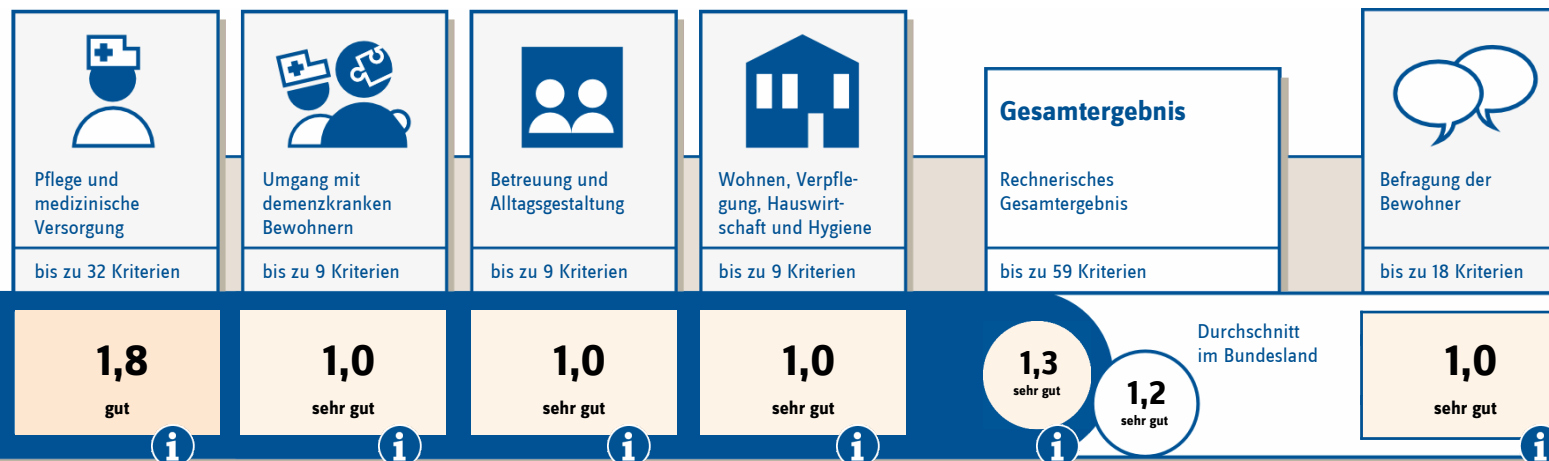 Pflege und
medizinische
Versorgung
bis zu 32 Kriterien
1,8
gut
Umgang mit
demenzkranken
Bewohnern
bis zu 9 Kriterien
1,0
sehr gut
Betreuung und
Alltagsgestaltung
bis zu 9 Kriterien
1,0
sehr gut
Wohnen, Verpfle-
gung, Hauswirt-
schaft und Hygiene
bis zu 9 Kriterien
1,0
sehr gut
Gesamtergebnis
Rechnerisches
Gesamtergebnis
bis zu 59 Kriterien
1,3
sehr gut
1,2
sehr gut
Durchschnitt
im Bundesland
Befragung der
Bewohner
bis zu 18 Kriterien
1,0
sehr gut
i
i
i
i
i
i